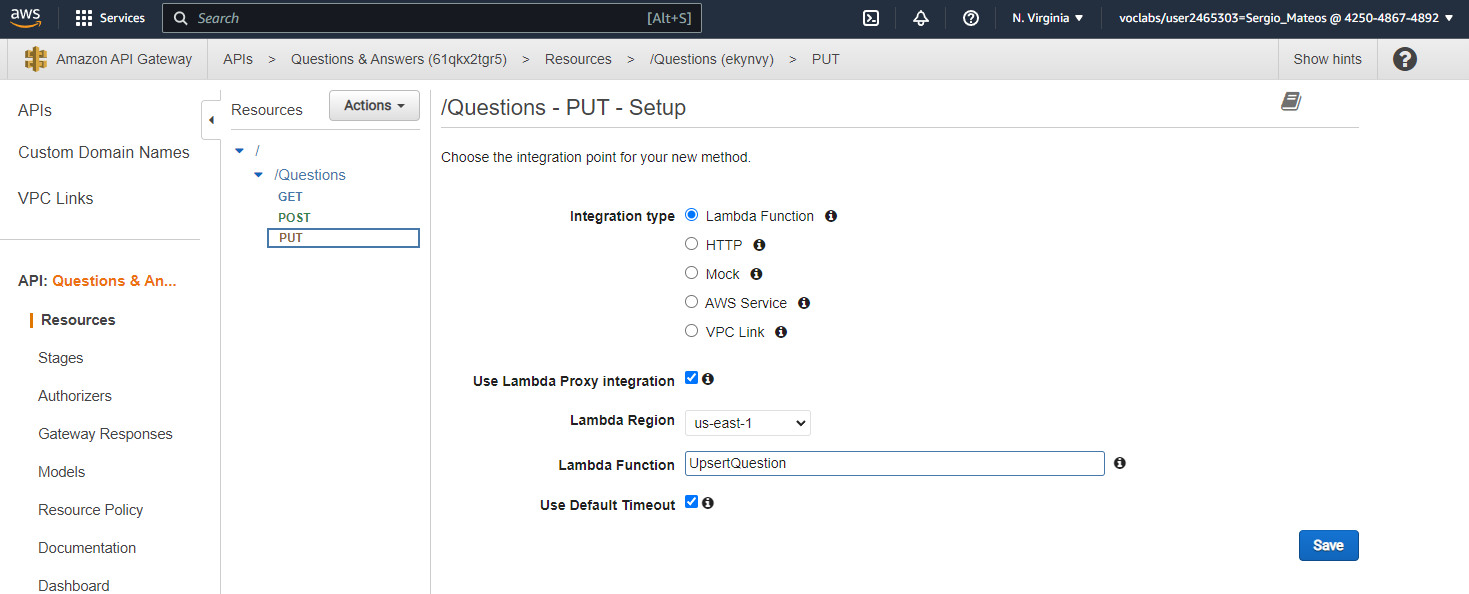 aws Services Search [Alt+S] N. Virginia voclabs/user2465303=Sergio_Mateos @ 4250-4867-4892
Amazon API Gateway APIs > Questions & Answers (61qkx2tgr5) > Resources > /Questions (ekynvy) > PUT Show hints ?
APIs
Custom Domain Names
VPC Links
API: Questions & An...
Resources
Stages
Authorizers
Gateway Responses
Models
Resource Policy
Documentation
Dashboard
Resources Actions
/
/Questions
GET
POST
PUT
/Questions - PUT - Setup
Choose the integration point for your new method.
Integration type Lambda Function
HTTP
Mock
AWS Service
VPC Link
Use Lambda Proxy integration
Lambda Region us-east-1
Lambda Function UpsertQuestion
Use Default Timeout
Save